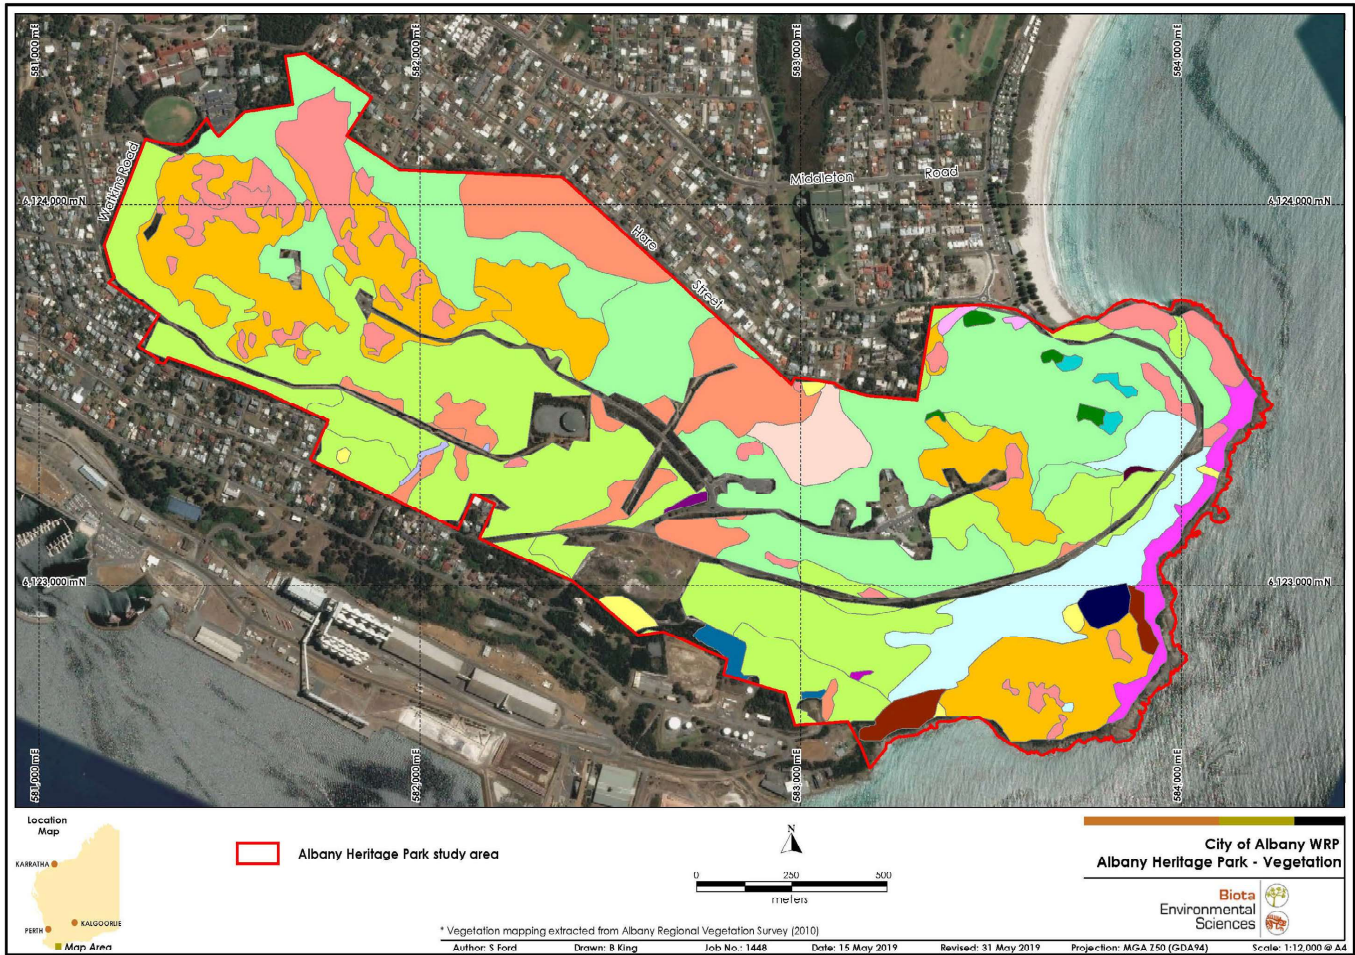 581,000 mE
582,000 mE
583,000 mE
584,000 mE
Watkins Road
Middleton Road
6,124,000 mN
6,124,000 mN
Hare Street
6,123,000 mN
6,123,000 mN
581,000 mE
582,000 mE
583,000 mE
584,000 mE
Location
Map
KARRATHA
KALGOORLIE
PERTH
Map Area
Albany Heritage Park study area
N
0 250 500
meters
City of Albany WRP
Albany Heritage Park - Vegetation
Biota
Environmental
Sciences
* Vegetation mapping extracted from Albany Regional Vegetation Survey (2010)
Author: S Ford Drawn: B King Job No.: 1448 Date: 15 May 2019 Revised: 31 May 2019 Projection: MGA Z50 (GDA94) Scale: 1:12,000 @ A4